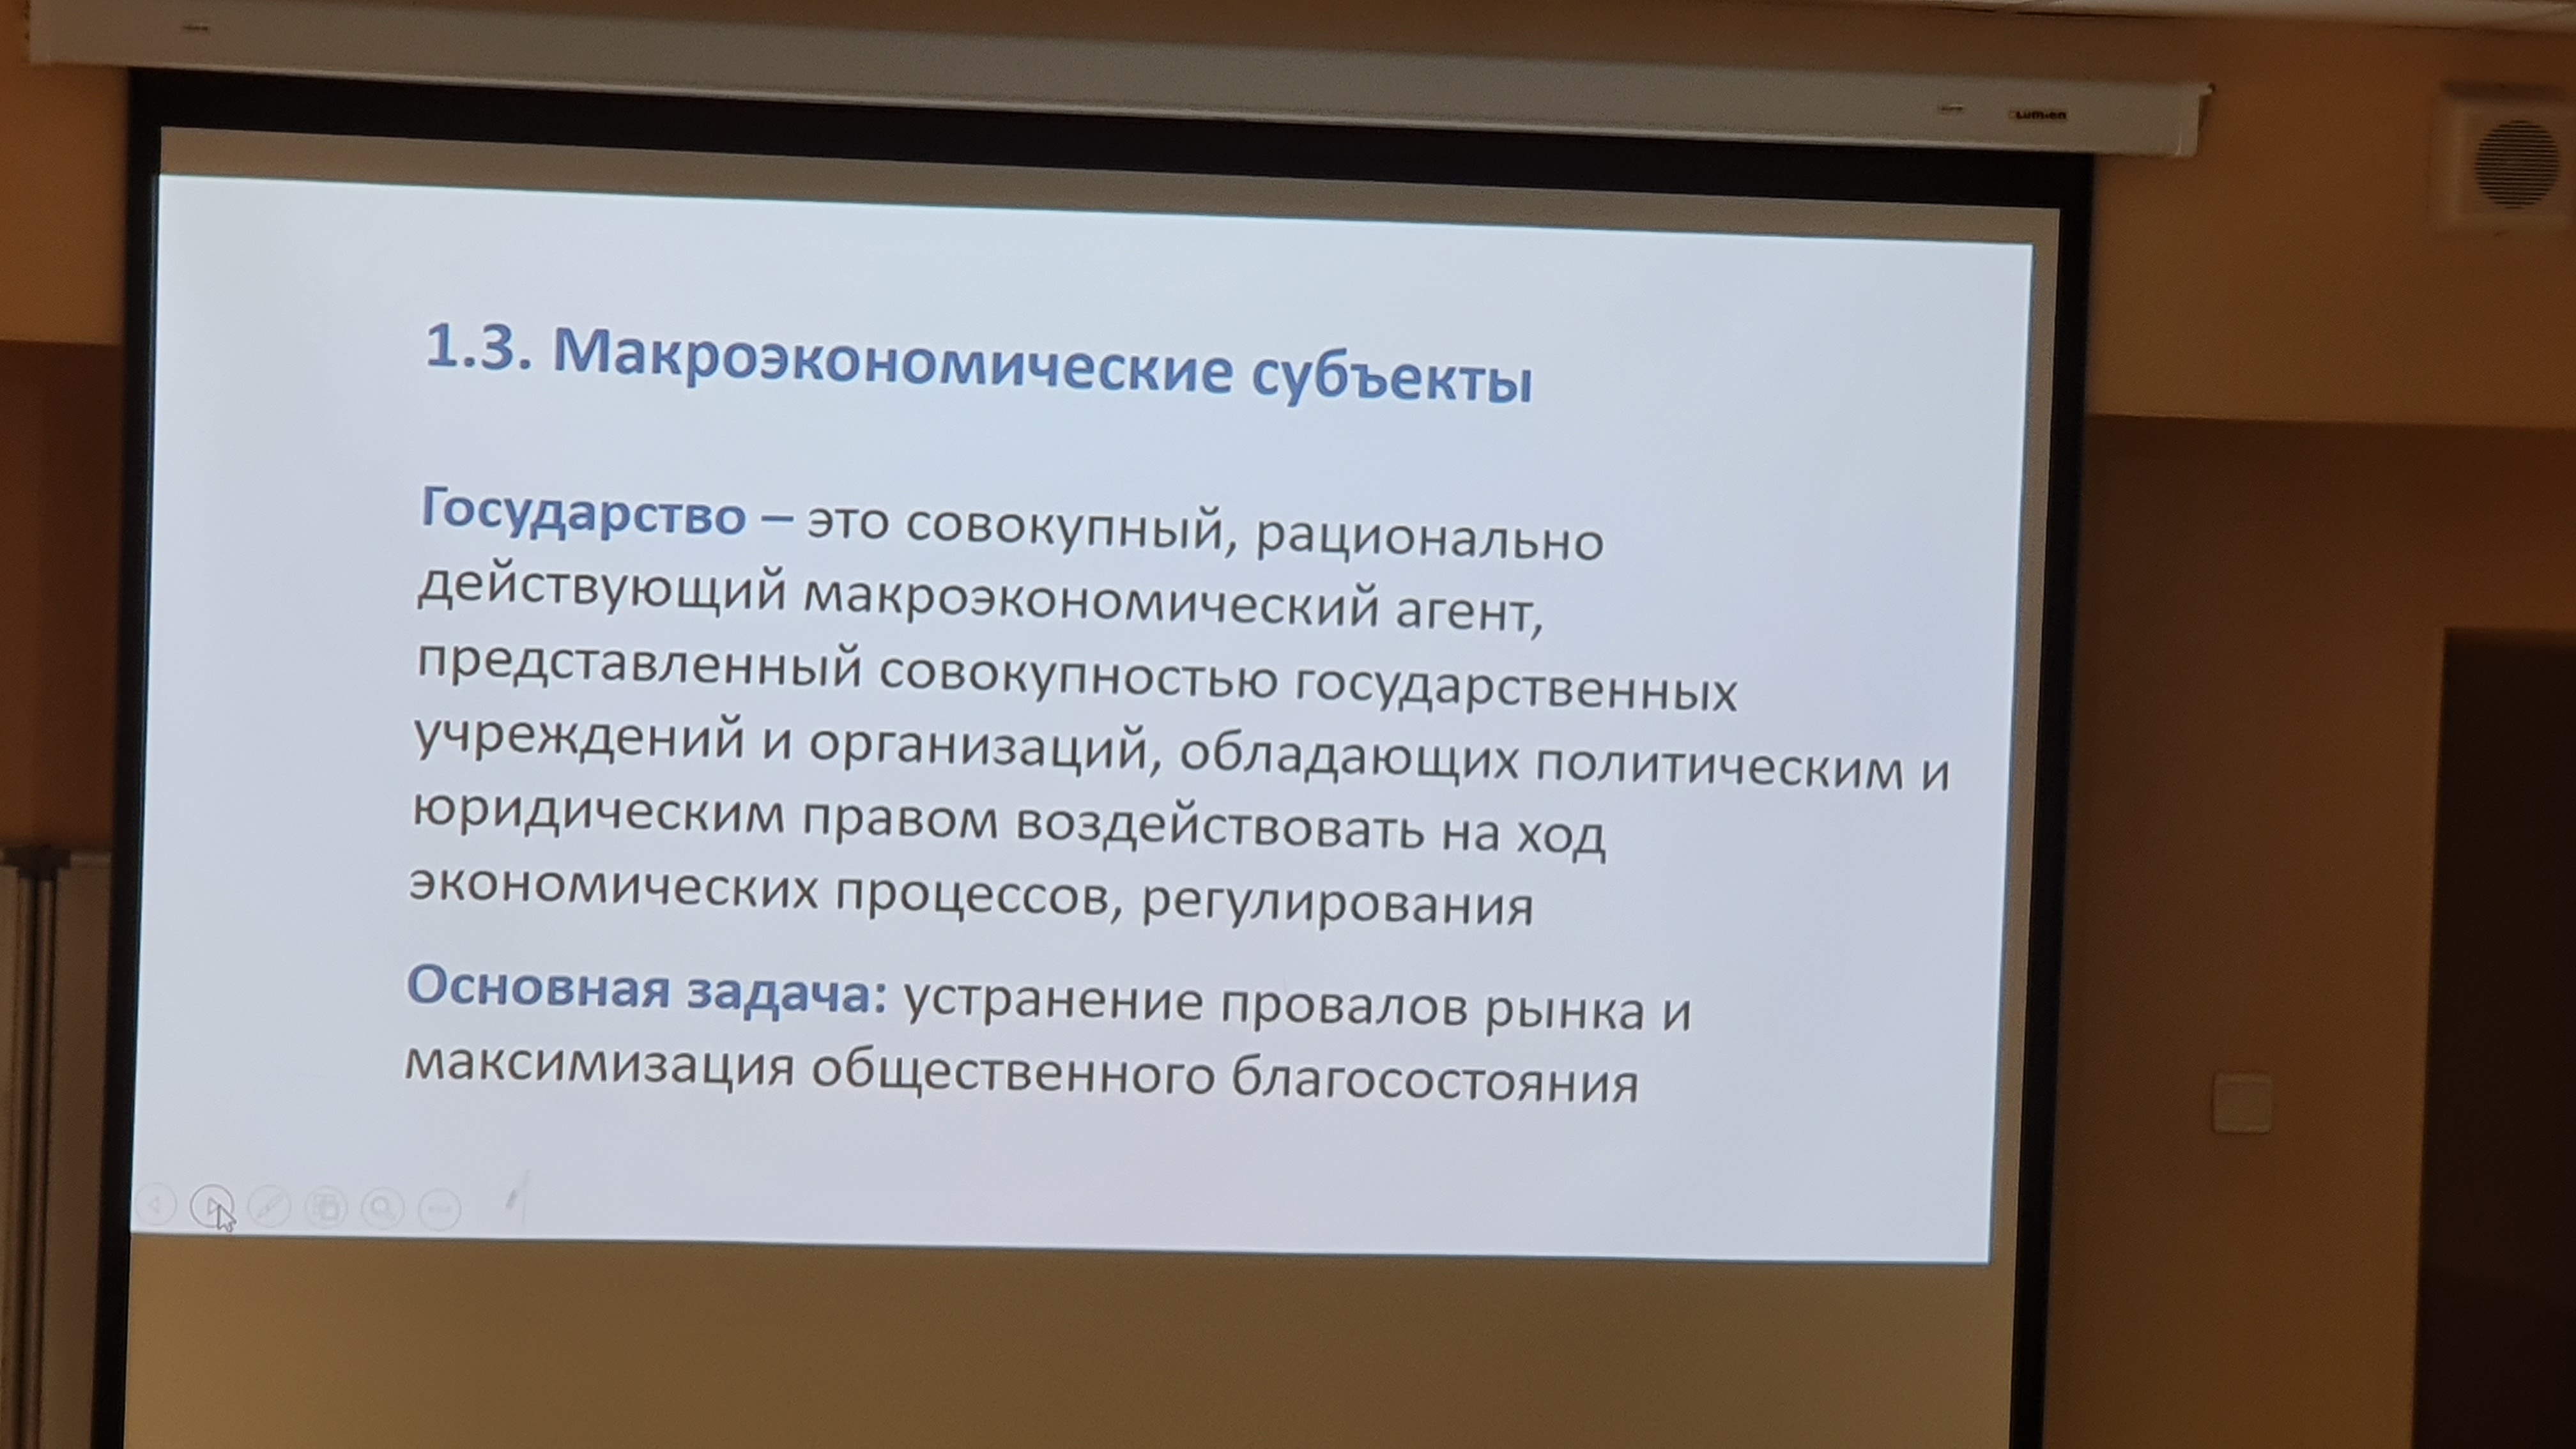 Lumien
1.3. Макроэкономические субъекты
Государство – это совокупный, рационально
действующий макроэкономический агент,
представленный совокупностью государственных
учреждений и организаций, обладающих политическим и
юридическим правом воздействовать на ход
экономических процессов, регулирования
Основная задача: устранение провалов рынка и
максимизация общественного благосостояния